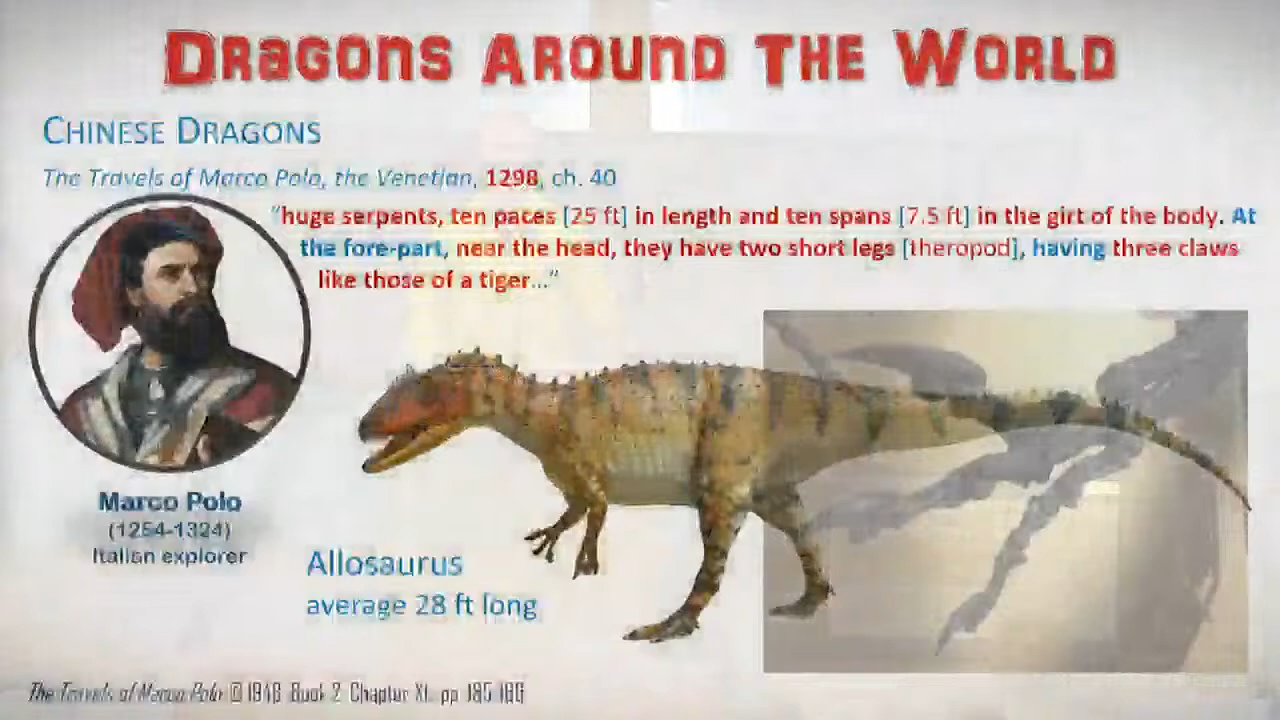 DRAGONS AROUND THE WORLD
CHINESE DRAGONS
The Travels of Marco Polo, the Venetian, 1298, ch. 40
"huge serpents, ten paces [25 ft] in length and ten spans [7.5 ft] in the girt of the body. At
the fore-part, near the head, they have two short legs [theropod], having three claws
like those of a tiger..."
Marco Polo
(1254-1324)
Italian explorer
Allosaurus
average 28 ft long
The Travels of Marco Polo © 1948 Book 2 Chapter XL pp 185-186